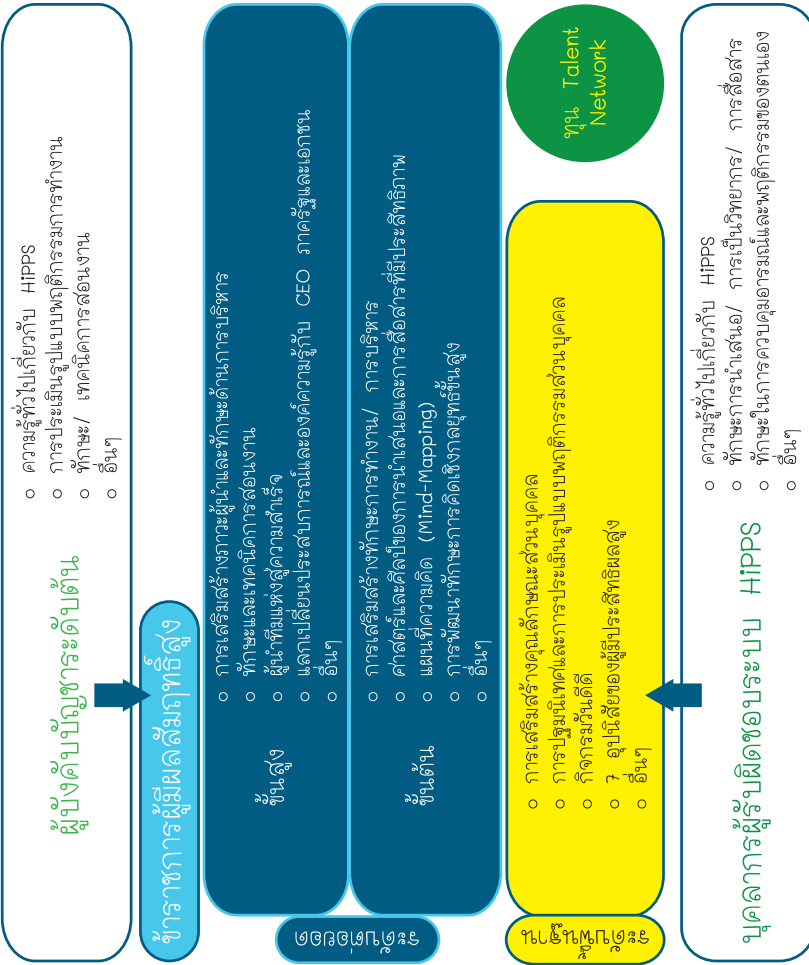 ผู้บังคับบัญชาระดับต้น
○ ความรู้ทั่วไปเกี่ยวกับ HiPPS
○ การประเมินรูปแบบพฤติกรรมการทำงาน
○ ทักษะ/ เทคนิคการสอนงาน
○ อื่นๆ
ข้าราชการผู้มีผลสัมฤทธิ์สูง
ระดับต่อยอด
ขั้นสูง
○ การเสริมสร้างภาวะผู้นำและทักษะด้านการบริหาร
○ ทักษะและเทคนิคการสอนงาน
○ ผู้นำทีมแห่งสู่ความสำเร็จ
○ แลกเปลี่ยนประสบการณ์และองค์ความรู้กับ CEO ภาครัฐและเอกชน
○ อื่นๆ
ขั้นต้น
○ การเสริมสร้างทักษะการทำงาน/ การบริหาร
○ ศาสตร์และศิลป์ของการนำเสนอและการสื่อสารที่มีประสิทธิภาพ
○ แผนที่ความคิด (Mind-Mapping)
○ การพัฒนาทักษะการคิดเชิงกลยุทธ์ขั้นสูง
○ อื่นๆ
ระดับพื้นฐาน
○ การเสริมสร้างคุณลักษณะส่วนบุคคล
○ การปฐมนิเทศและการประเมินรูปแบบพฤติกรรมส่วนบุคคล
○ กิจกรมวันดีดี
○ 7 อุปนิสัยของผู้มีประสิทธิผลสูง
○ อื่นๆ
ทุน Talent
Network
บุคลาการผู้รับผิดชอบระบบ HiPPS
○ ความรู้ทั่วไปเกี่ยวกับ HiPPS
○ ทักษะการนำเสนอ/ การเป็นวิทยากร/ การสื่อสาร
○ ทักษะในการควบคุมอารมณ์และพฤติกรรมของตนเอง
○ อื่นๆ